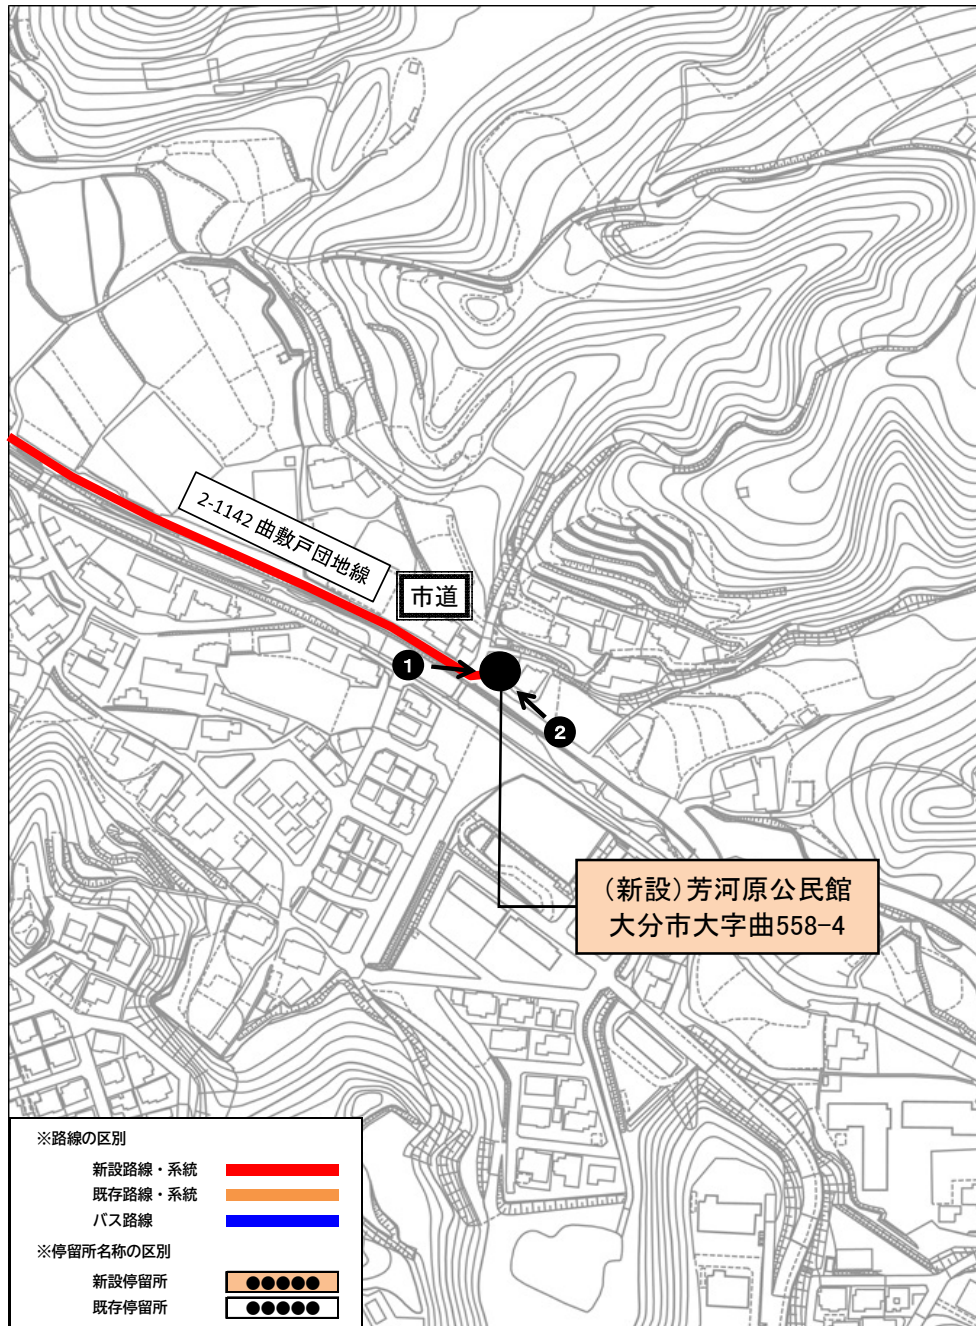 2-1142 曲敷戸団地線
市道
❶
❷
(新設)芳河原公民館
大分市大字曲558-4
※路線の区別
新設路線・系統
既存路線・系統
バス路線
※停留所名称の区別
新設停留所
●●●●●
既存停留所
●●●●●